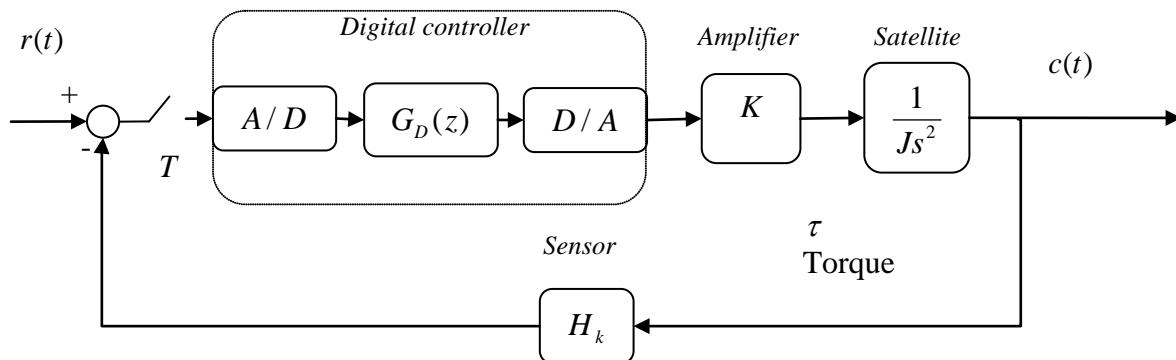 Digital controller
r(t)
Amplifier
Satellite
c(t)
+
-
T
A/D
G_D(z)
D/A
K
1
Js^2
τ
Torque
Sensor
H_k